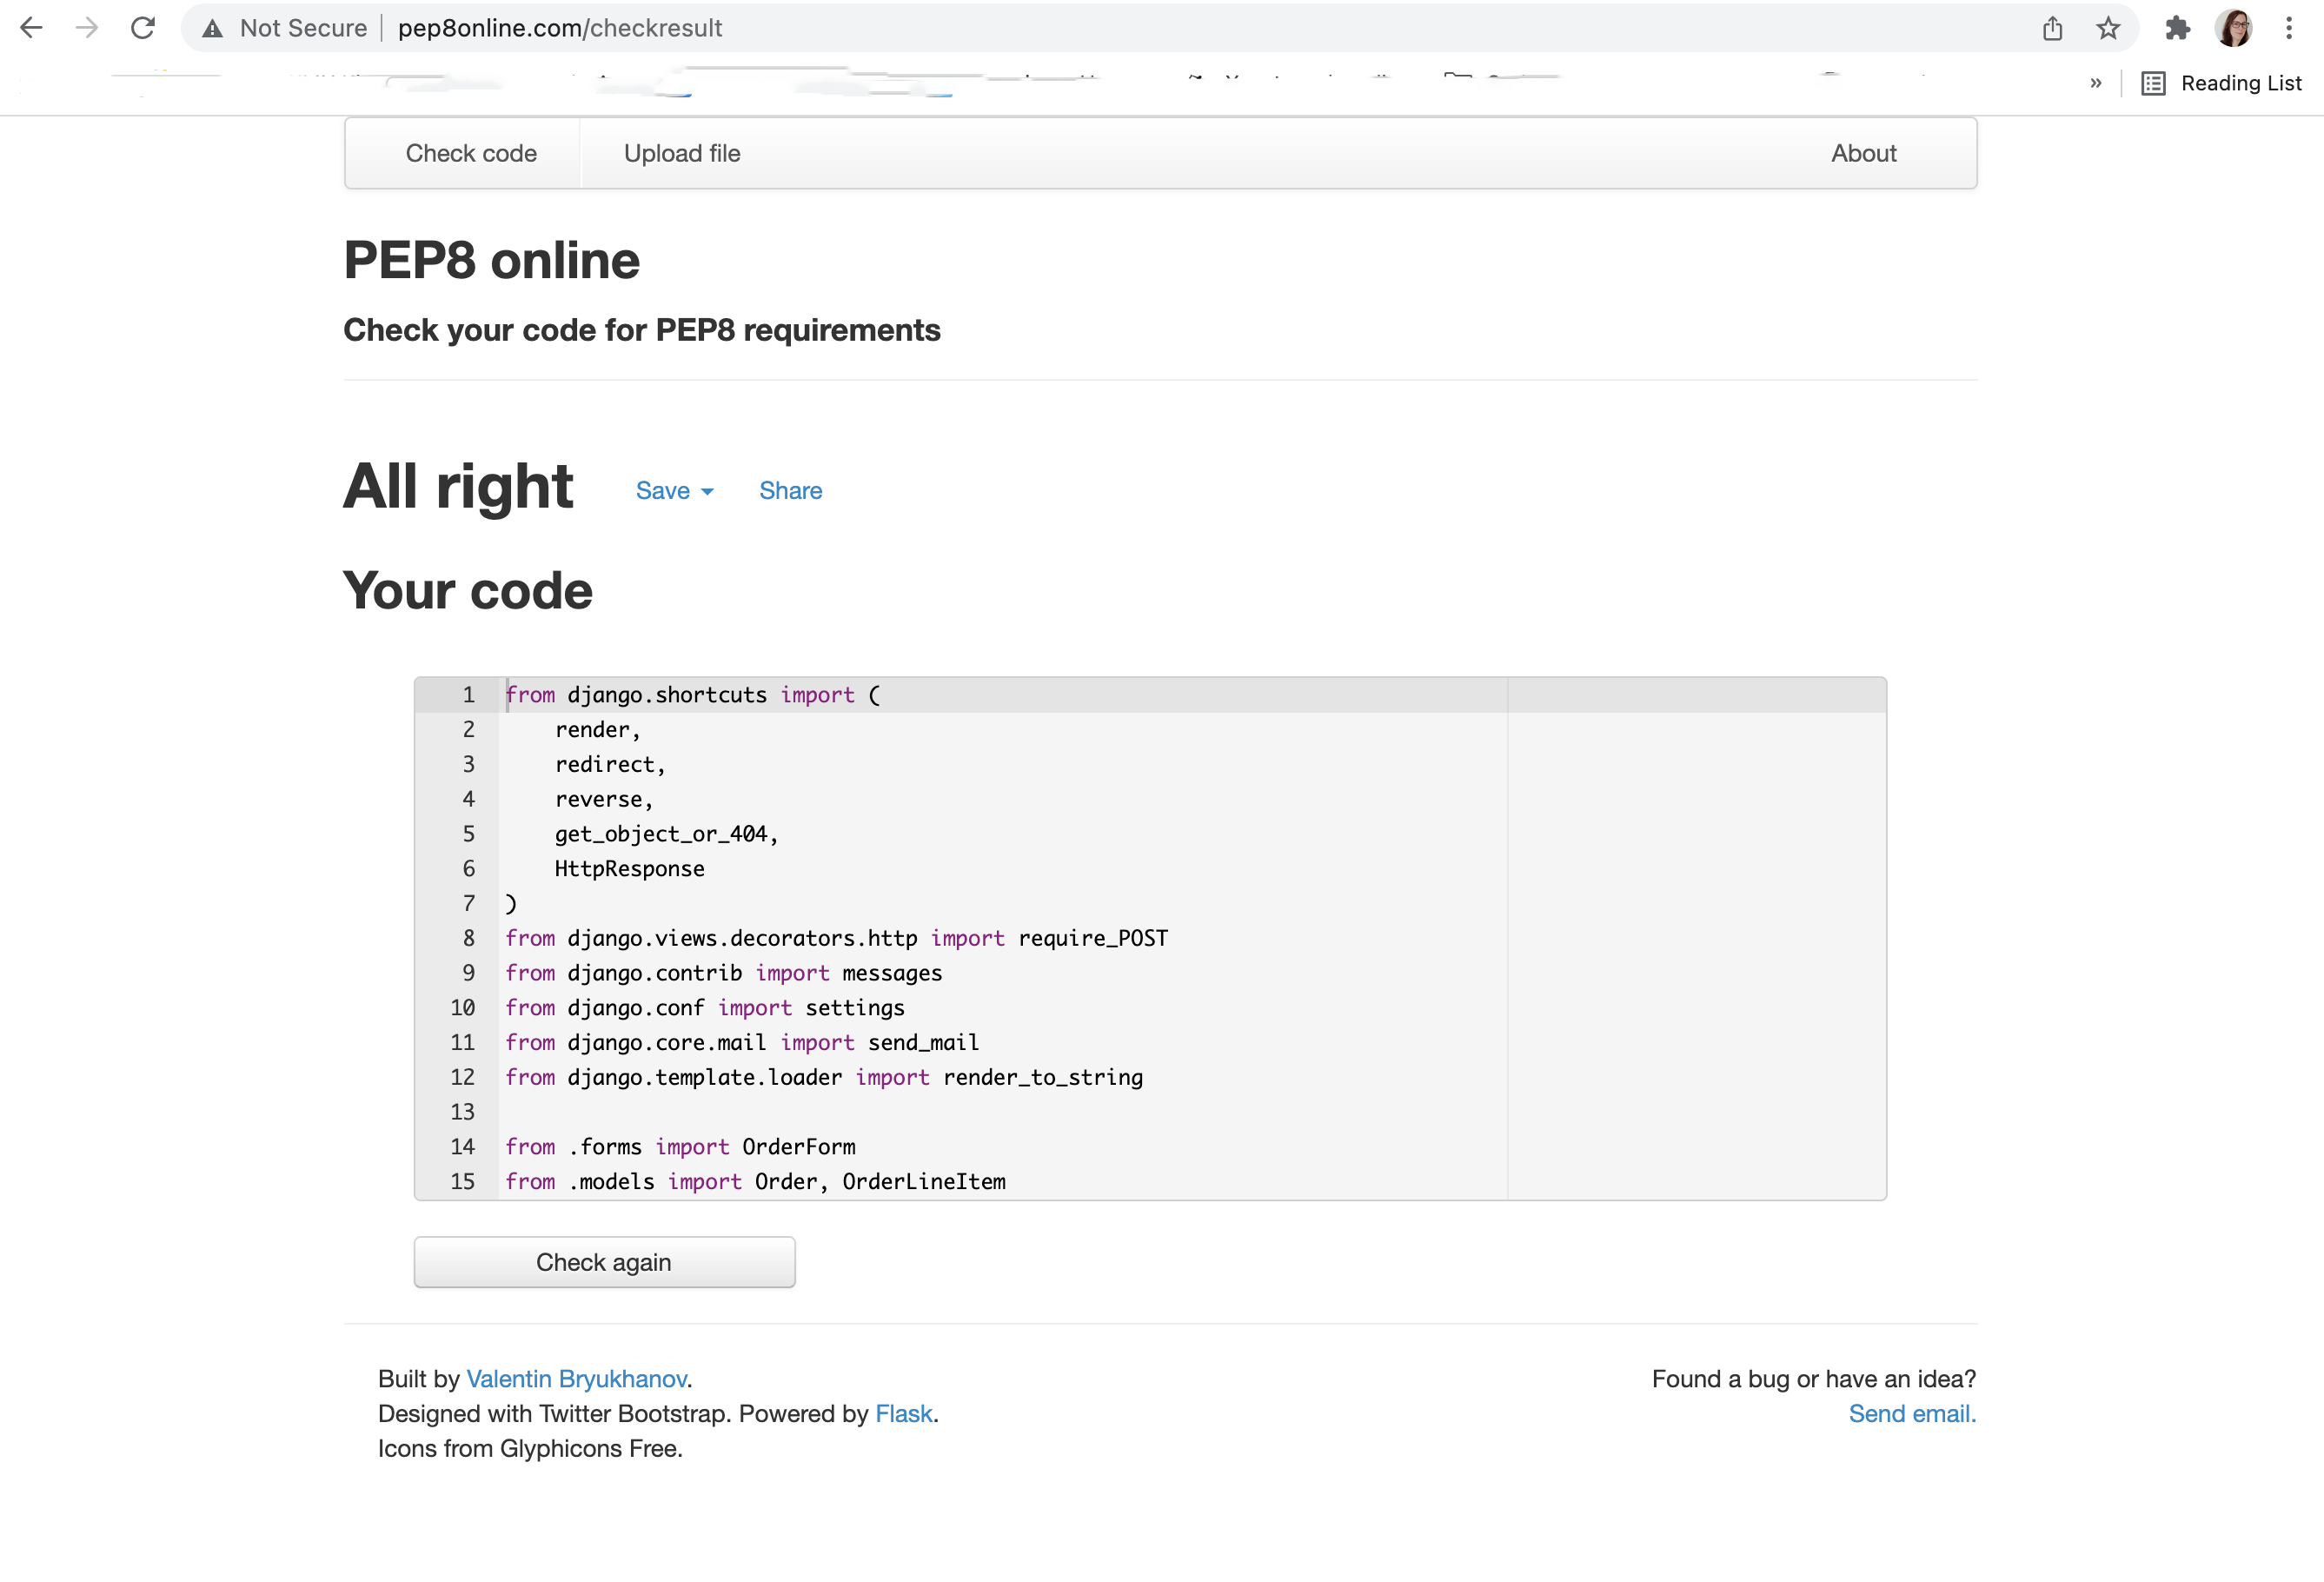 Not Secure pep8online.com/checkresult
» Reading List
Check code Upload file About
PEP8 online
Check your code for PEP8 requirements
All right Save Share
Your code
1 from django.shortcuts import (
2 render,
3 redirect,
4 reverse,
5 get_object_or_404,
6 HttpResponse
7 )
8 from django.views.decorators.http import require_POST
9 from django.contrib import messages
10 from django.conf import settings
11 from django.core.mail import send_mail
12 from django.template.loader import render_to_string
13
14 from .forms import OrderForm
15 from .models import Order, OrderLineItem
Check again
Built by Valentin Bryukhanov. Found a bug or have an idea?
Designed with Twitter Bootstrap. Powered by Flask. Send email.
Icons from Glyphicons Free.